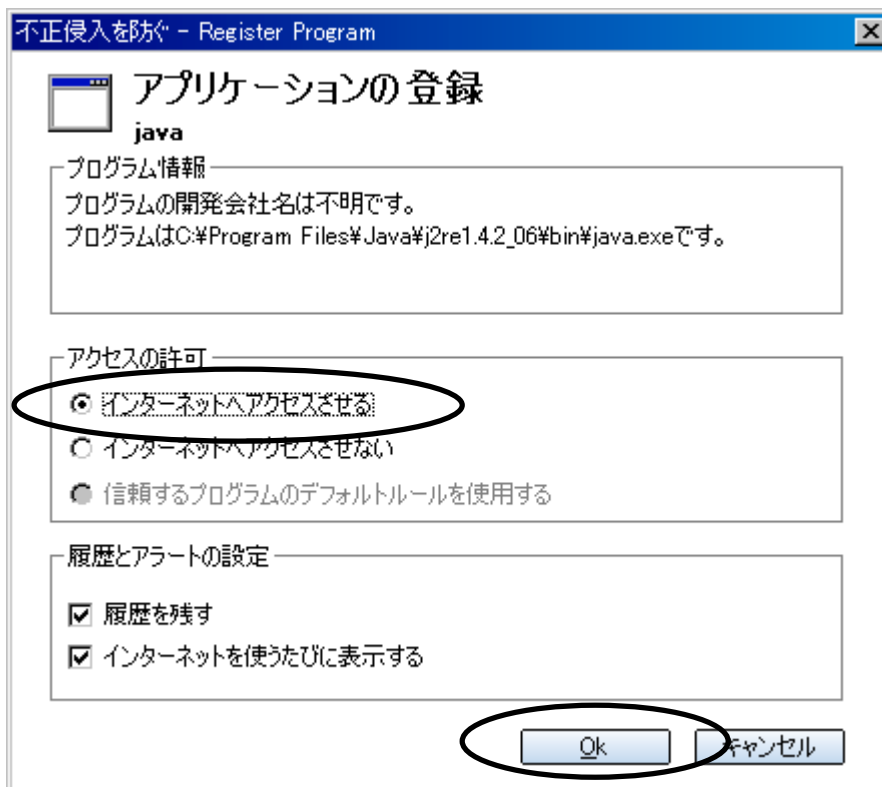 不正侵入を防ぐ - Register Program
アプリケーションの登録
java
プログラム情報
プログラムの開発会社名は不明です。
プログラムはC:¥Program Files¥Java¥j2re1.4.2_06¥bin¥java.exeです。
アクセスの許可
インターネットへアクセスさせる
インターネットへアクセスさせない
信頼するプログラムのデフォルトルールを使用する
履歴とアラートの設定
履歴を残す
インターネットを使うたびに表示する
Ok キャンセル